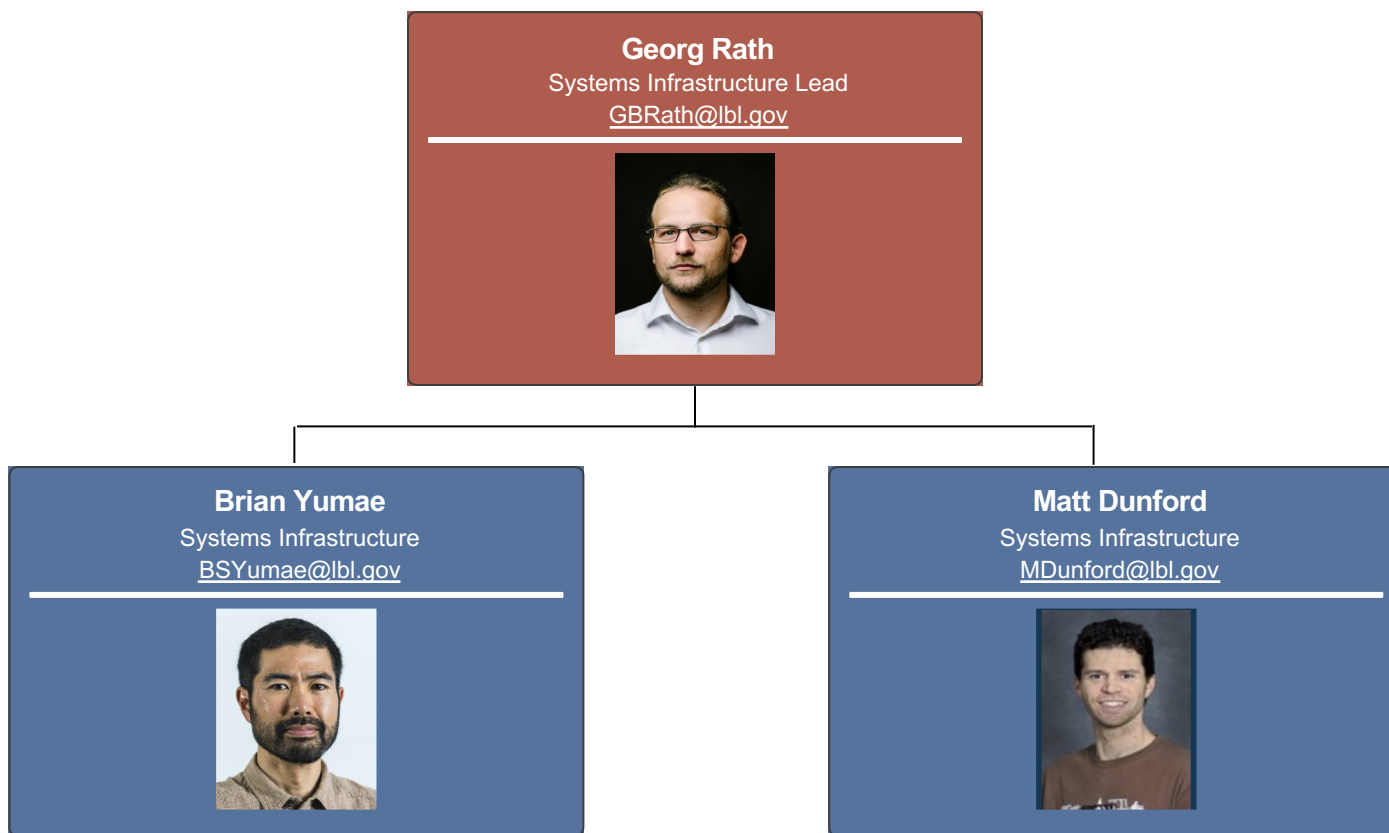 Georg Rath
Systems Infrastructure Lead
GBRath@lbl.gov
Brian Yumae
Systems Infrastructure
BSYumae@lbl.gov
Matt Dunford
Systems Infrastructure
MDunford@lbl.gov